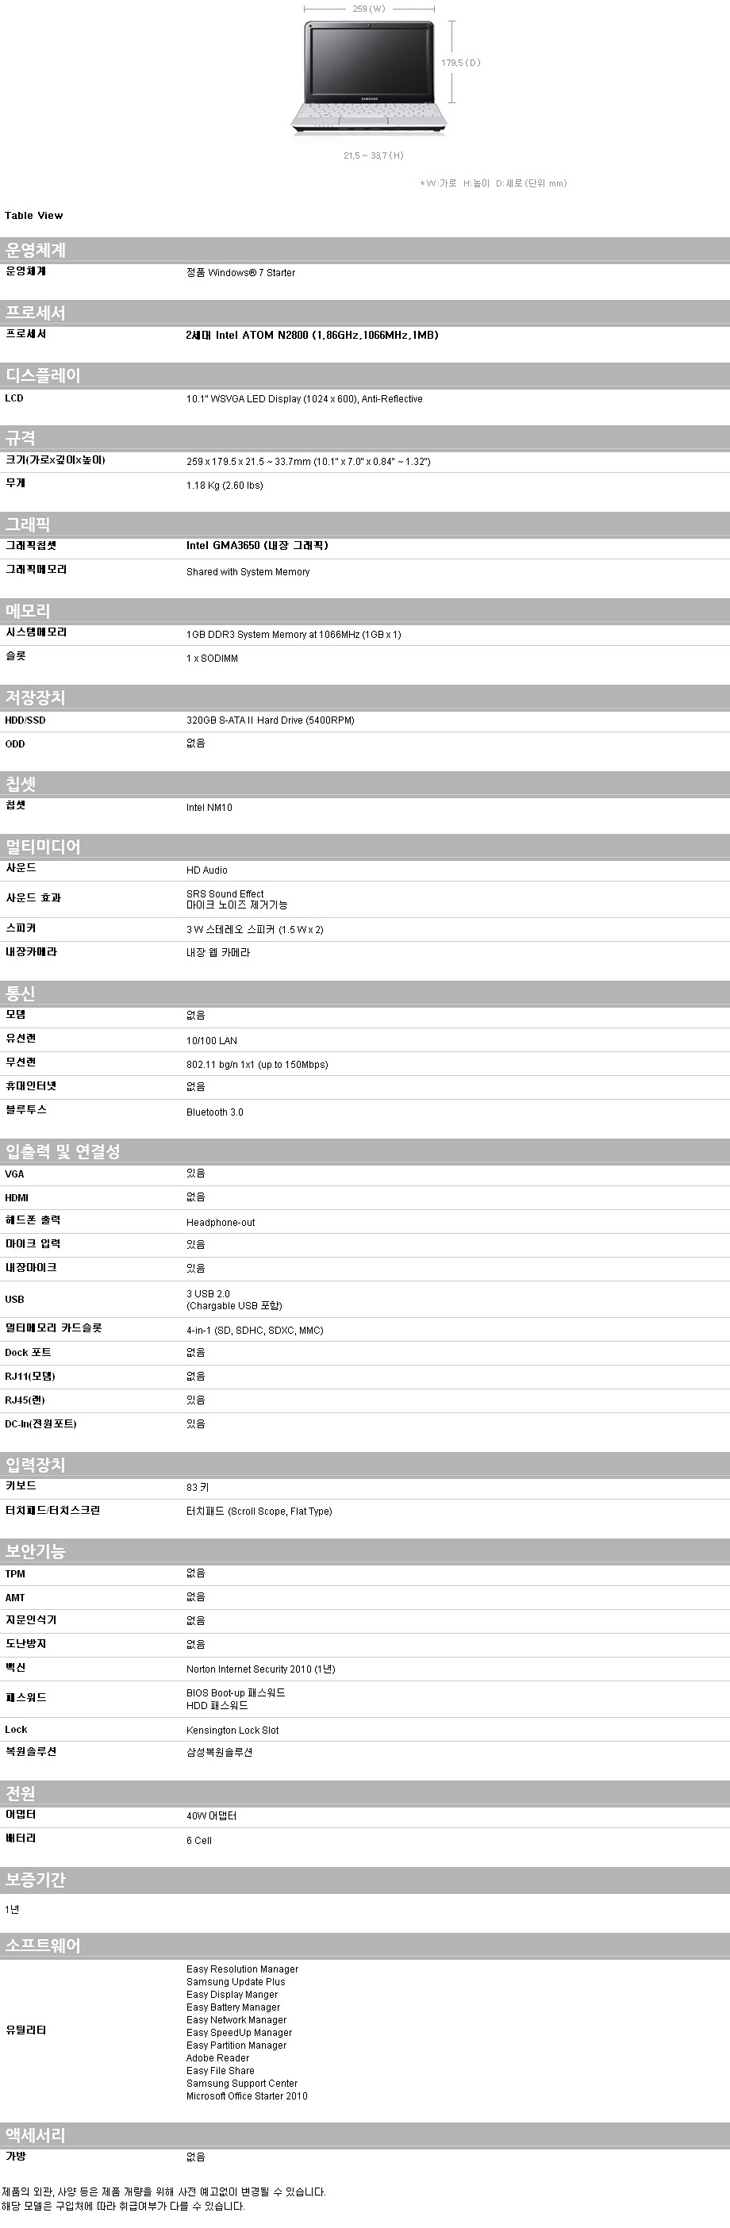 259 (W)
SAMSUNG
179,5 (D)
21,5 ~ 33,7 (H)
* W:가로 H:높이 D:세로 (단위 mm)
Table View
운영체계
운영체계 정품 Windows® 7 Starter
프로세서
프로세서 2세대 Intel ATOM N2800 (1,86GHz,1066MHz,1MB)
디스플레이
LCD 10.1" WSVGA LED Display (1024 x 600), Anti-Reflective
규격
크기(가로x깊이x높이) 259 x 179.5 x 21.5 ~ 33.7mm (10.1" x 7.0" x 0.84" ~ 1.32")
무게 1.18 Kg (2.60 lbs)
그래픽
그래픽칩셋 Intel GMA3650 (내장 그래픽)
그래픽메모리 Shared with System Memory
메모리
시스템메모리 1GB DDR3 System Memory at 1066MHz (1GB x 1)
슬롯 1 x SODIMM
저장장치
HDD/SSD 320GB S-ATA II Hard Drive (5400RPM)
ODD 없음
칩셋
칩셋 Intel NM10
멀티미디어
사운드 HD Audio
사운드 효과 SRS Sound Effect
마이크 노이즈 제거기능
스피커 3 W 스테레오 스피커 (1.5 W x 2)
내장카메라 내장 웹 카메라
통신
모뎀 없음
유선랜 10/100 LAN
무선랜 802.11 bg/n 1x1 (up to 150Mbps)
휴대인터넷 없음
블루투스 Bluetooth 3.0
입출력 및 연결성
VGA 있음
HDMI 없음
헤드폰 출력 Headphone-out
마이크 입력 있음
내장마이크 있음
USB 3 USB 2.0
(Chargable USB 포함)
멀티메모리 카드슬롯 4-in-1 (SD, SDHC, SDXC, MMC)
Dock 포트 없음
RJ11(모뎀) 없음
RJ45(랜) 있음
DC-In(전원포트) 있음
입력장치
키보드 83 키
터치패드/터치스크린 터치패드 (Scroll Scope, Flat Type)
보안기능
TPM 없음
AMT 없음
지문인식기 없음
도난방지 없음
백신 Norton Internet Security 2010 (1년)
패스워드 BIOS Boot-up 패스워드
HDD 패스워드
Lock Kensington Lock Slot
복원솔루션 삼성복원솔루션
전원
어댑터 40W 어댑터
배터리 6 Cell
보증기간
1년
소프트웨어
유틸리티 Easy Resolution Manager
Samsung Update Plus
Easy Display Manger
Easy Battery Manager
Easy Network Manager
Easy SpeedUp Manager
Easy Partition Manager
Adobe Reader
Easy File Share
Samsung Support Center
Microsoft Office Starter 2010
액세서리
가방 없음
제품의 외관, 사양 등은 제품 개량을 위해 사전 예고없이 변경될 수 있습니다.
해당 모델은 구입처에 따라 취급여부가 다를 수 있습니다.